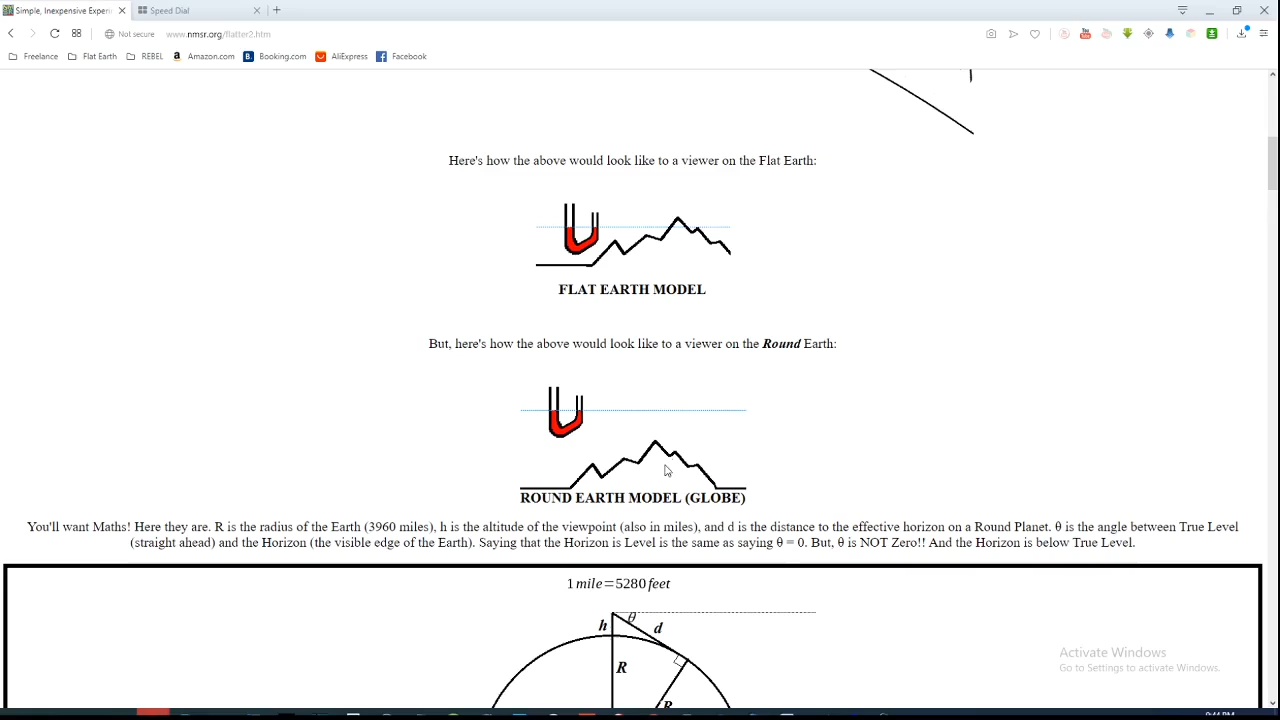 Simple, Inexpensive Expen
Speed Dial
Not secure
www.nmsr.org/flatter2.htm
Freelance
Flat Earth
REBEL
Amazon.com
Booking.com
AliExpress
Facebook
Here's how the above would look like to a viewer on the Flat Earth:
FLAT EARTH MODEL
But, here's how the above would look like to a viewer on the Round Earth:
ROUND EARTH MODEL (GLOBE)
You'll want Maths! Here they are. R is the radius of the Earth (3960 miles), h is the altitude of the viewpoint (also in miles), and d is the distance to the effective horizon on a Round Planet. θ is the angle between True Level
(straight ahead) and the Horizon (the visible edge of the Earth). Saying that the Horizon is Level is the same as saying θ = 0. But, θ is NOT Zero!! And the Horizon is below True Level.
1 mile=5280 feet
θ
h
d
R
R
Activate Windows
Go to Settings to activate Windows.